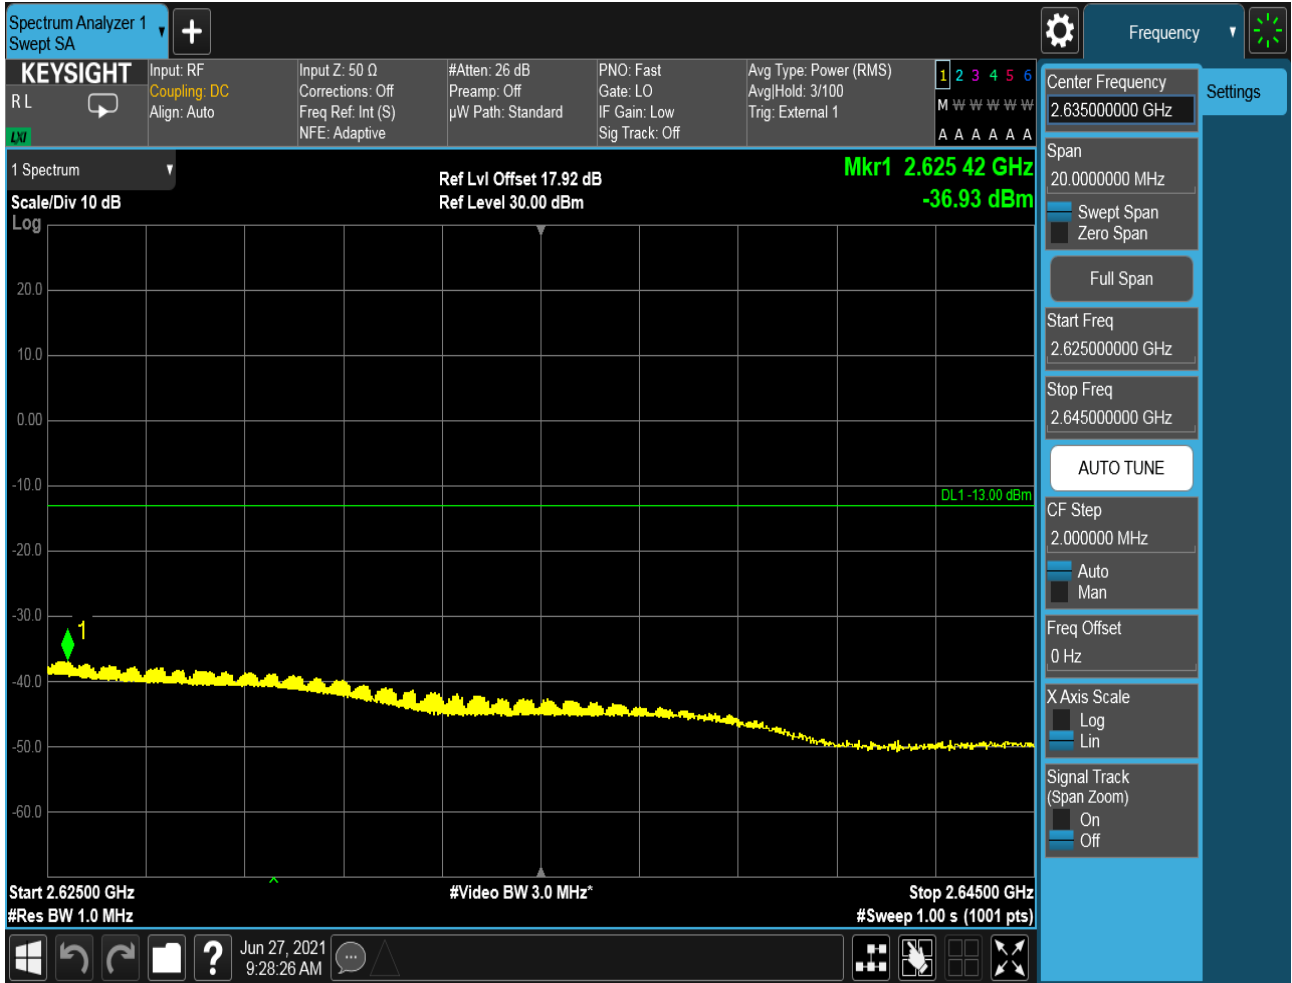 Spectrum Analyzer 1
Swept SA
Frequency
KEYSIGHT
R L
LXI
Input: RF
Coupling: DC
Align: Auto
Input Z: 50 Ω
Corrections: Off
Freq Ref: Int (S)
NFE: Adaptive
#Atten: 26 dB
Preamp: Off
µW Path: Standard
PNO: Fast
Gate: LO
IF Gain: Low
Sig Track: Off
Avg Type: Power (RMS)
Avg|Hold: 3/100
Trig: External 1
1 2 3 4 5 6
M W W W W W
A A A A A A
1 Spectrum
Scale/Div 10 dB
Log
Ref Lvl Offset 17.92 dB
Ref Level 30.00 dBm
Mkr1 2.625 42 GHz
-36.93 dBm
20.0
10.0
0.00
-10.0
-20.0
-30.0
-40.0
-50.0
-60.0
DL1 -13.00 dBm
1
Start 2.62500 GHz
#Res BW 1.0 MHz
#Video BW 3.0 MHz*
Stop 2.64500 GHz
#Sweep 1.00 s (1001 pts)
Jun 27, 2021
9:28:26 AM
?
Center Frequency
2.635000000 GHz
Span
20.0000000 MHz
Swept Span
Zero Span
Full Span
Start Freq
2.625000000 GHz
Stop Freq
2.645000000 GHz
AUTO TUNE
CF Step
2.000000 MHz
Auto
Man
Freq Offset
0 Hz
X Axis Scale
Log
Lin
Signal Track
(Span Zoom)
On
Off
Settings